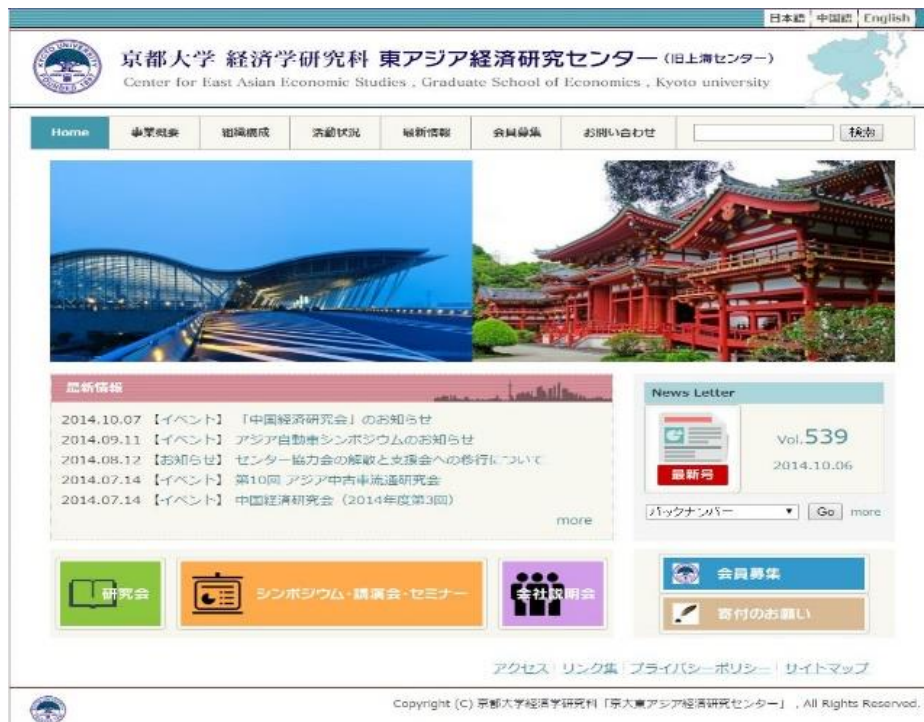 日本語 中国語 English
京都大学 経済学研究科 東アジア経済研究センター (旧上海センター)
Center for East Asian Economic Studies , Graduate School of Economics , Kyoto university
Home 事業概要 組織構成 活動状況 最新情報 会員募集 お問い合わせ 検索
最新情報
2014.10.07 【イベント】 「中国経済研究会」のお知らせ
2014.09.11 【イベント】 アジア自動車シンポジウムのお知らせ
2014.08.12 【お知らせ】 センター協力会の解散と支援会への移行について
2014.07.14 【イベント】 第10回 アジア中古車流通研究会
2014.07.14 【イベント】 中国経済研究会（2014年度第3回）
more
News Letter
最新号
Vol.539
2014.10.06
バックナンバー Go more
研究会
シンポジウム・講演会・セミナー
会社説明会
会員募集
寄付のお願い
アクセス リンク集 プライバシーポリシー サイトマップ
Copyright (C) 京都大学経済学研究科「京大東アジア経済研究センター」 , All Rights Reserved.